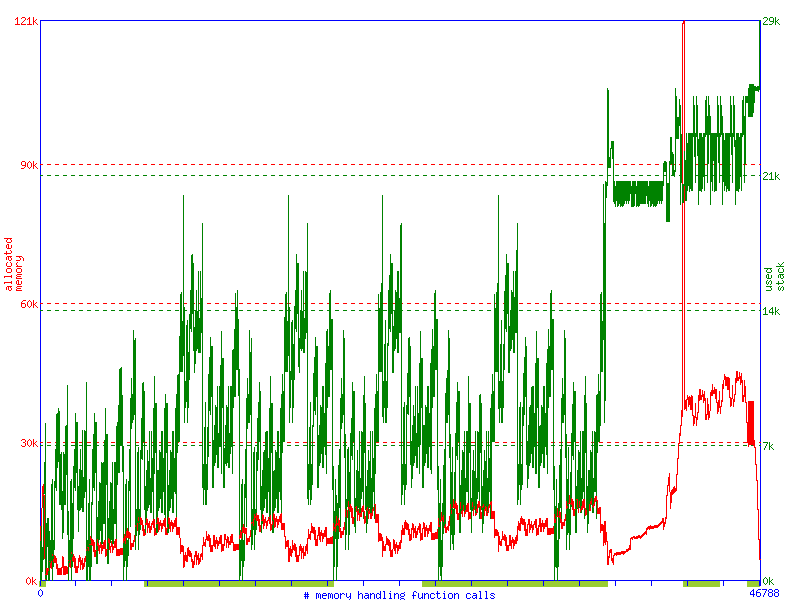 121k
29k
90k
21k
allocated
memory
used
stack
60k
14k
30k
7k
0k
0k
0
# memory handling function calls
46788